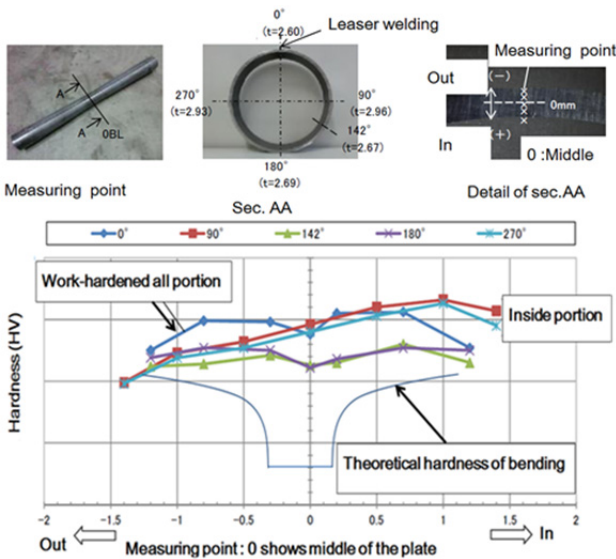 0°
(t=2.60)
Leaser welding
270°
(t=2.93)
90°
(t=2.96)
142°
(t=2.67)
180°
(t=2.69)
A
A
0BL
Measuring point
Out
(−)
0mm
(+)
In
0 :Middle
Measuring point
Sec. AA
Detail of sec.AA
0° 90° 142° 180° 270°
Work-hardened all portion
Inside portion
Theoretical hardness of bending
Hardness (HV)
−2 −1.5 −1 −0.5 0 0.5 1 1.5 2
Out In
Measuring point : 0 shows middle of the plate